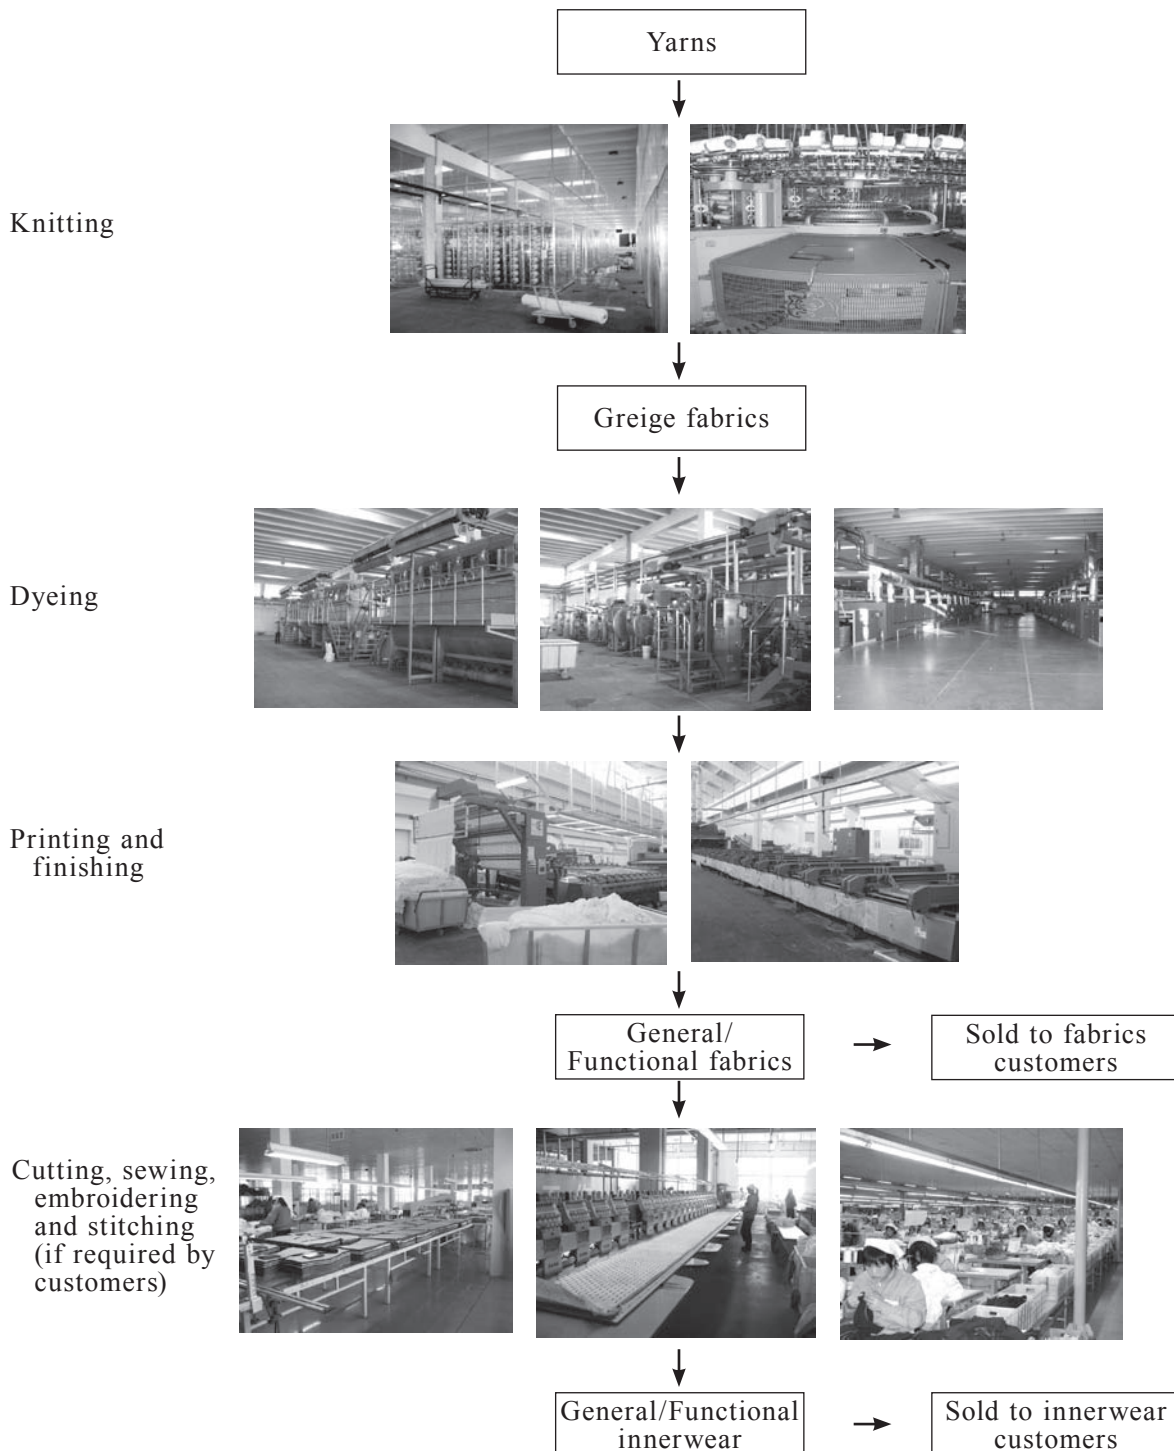 Yarns
Knitting
Greige fabrics
Dyeing
Printing and
finishing
General/
Functional fabrics
Sold to fabrics
customers
Cutting, sewing,
embroidering
and stitching
(if required by
customers)
General/Functional
innerwear
Sold to innerwear
customers